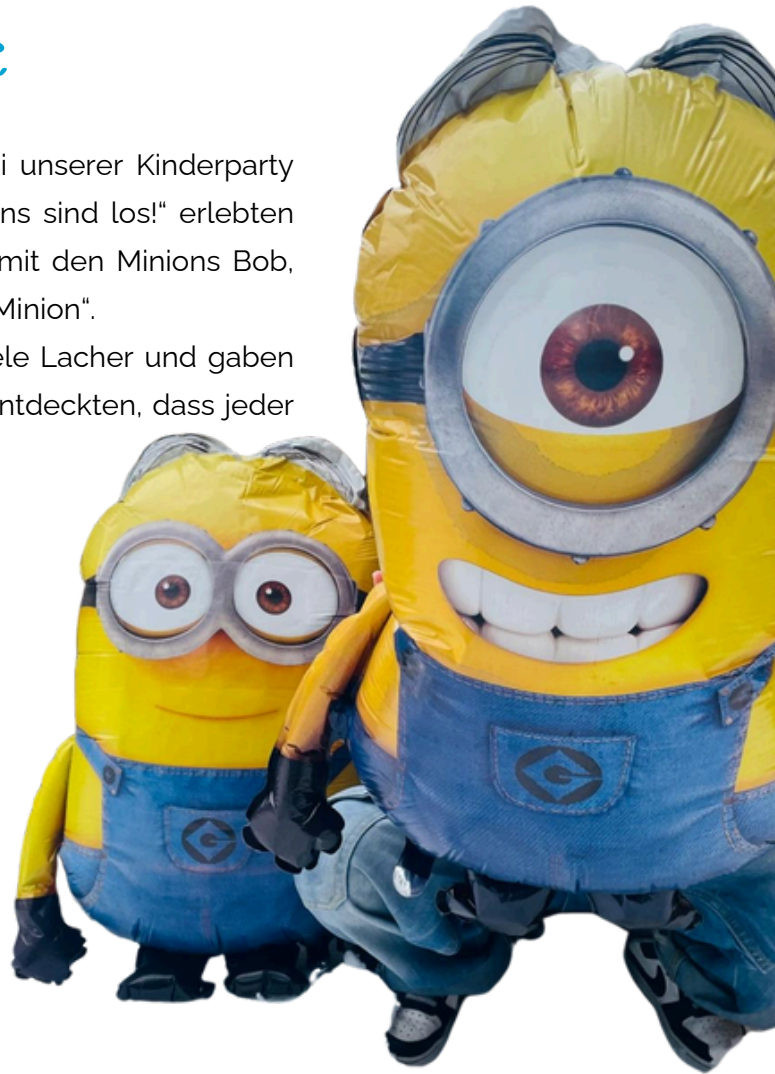 i unserer Kinderparty
ns sind los!“ erlebten
mit den Minions Bob,
Minion“.
ele Lacher und gaben
ntdeckten, dass jeder